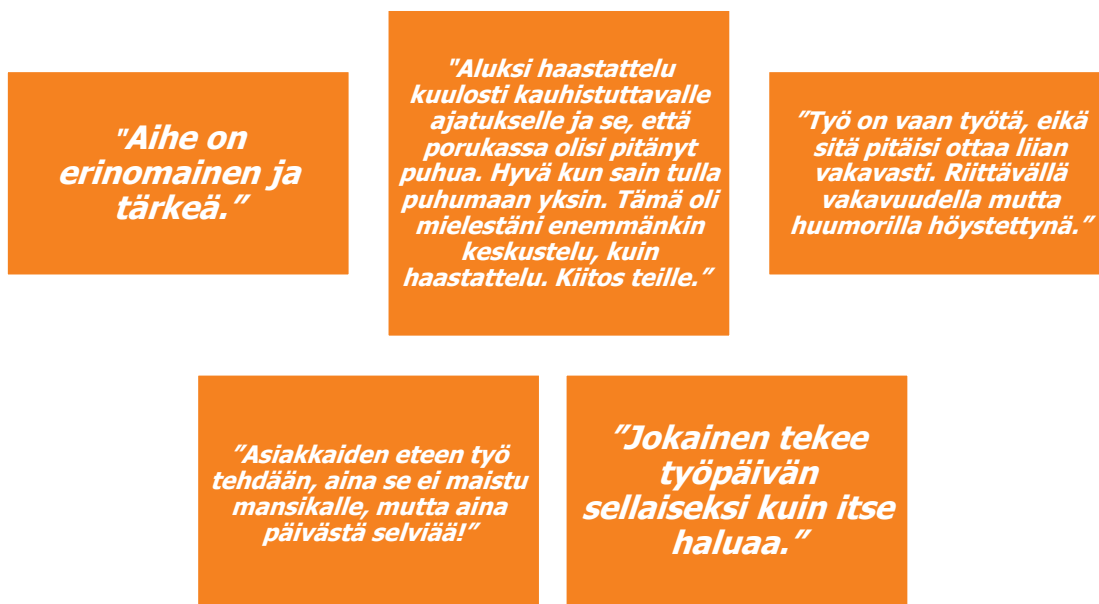 "Aihe on
erinomainen ja
tärkeä.”
"Aluksi haastattelu
kuulosti kauhistuttavalle
ajatukselle ja se, että
porukassa olisi pitänyt
puhua. Hyvä kun sain tulla
puhumaan yksin. Tämä oli
mielestäni enemmänkin
keskustelu, kuin
haastattelu. Kiitos teille.”
”Työ on vaan työtä, eikä
sitä pitäisi ottaa liian
vakavasti. Riittävällä
vakavuudella mutta
huumorilla höystettynä.”
”Asiakkaiden eteen työ
tehdään, aina se ei maistu
mansikalle, mutta aina
päivästä selviää!”
”Jokainen tekee
työpäivän
sellaiseksi kuin itse
haluaa.”